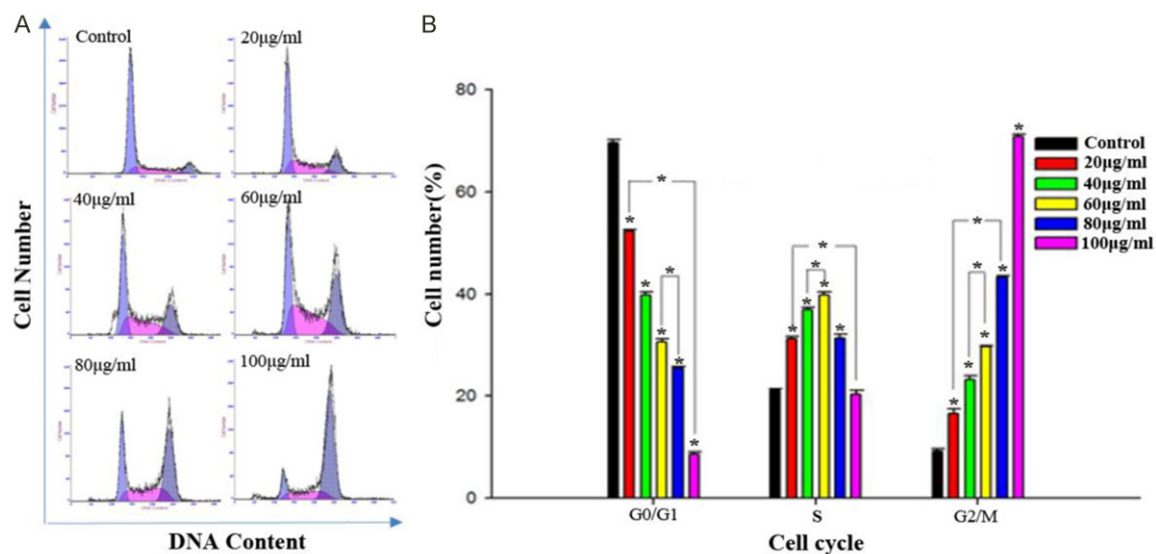 A
Control
20μg/ml
40μg/ml
60μg/ml
80μg/ml
100μg/ml
Cell Number
DNA Content
B
80
60
40
20
0
Cell number(%)
* * * * * * *
* * * * * *
* * * * * * *
G0/G1
S
G2/M
Cell cycle
Control
20μg/ml
40μg/ml
60μg/ml
80μg/ml
100μg/ml